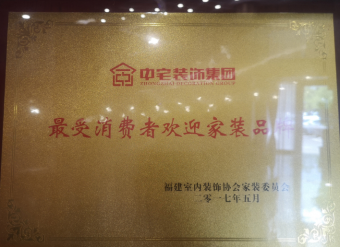 中宅装饰集团
最受消费者欢迎家装品
福建室内装饰协会家装委员会
二零一七年五月